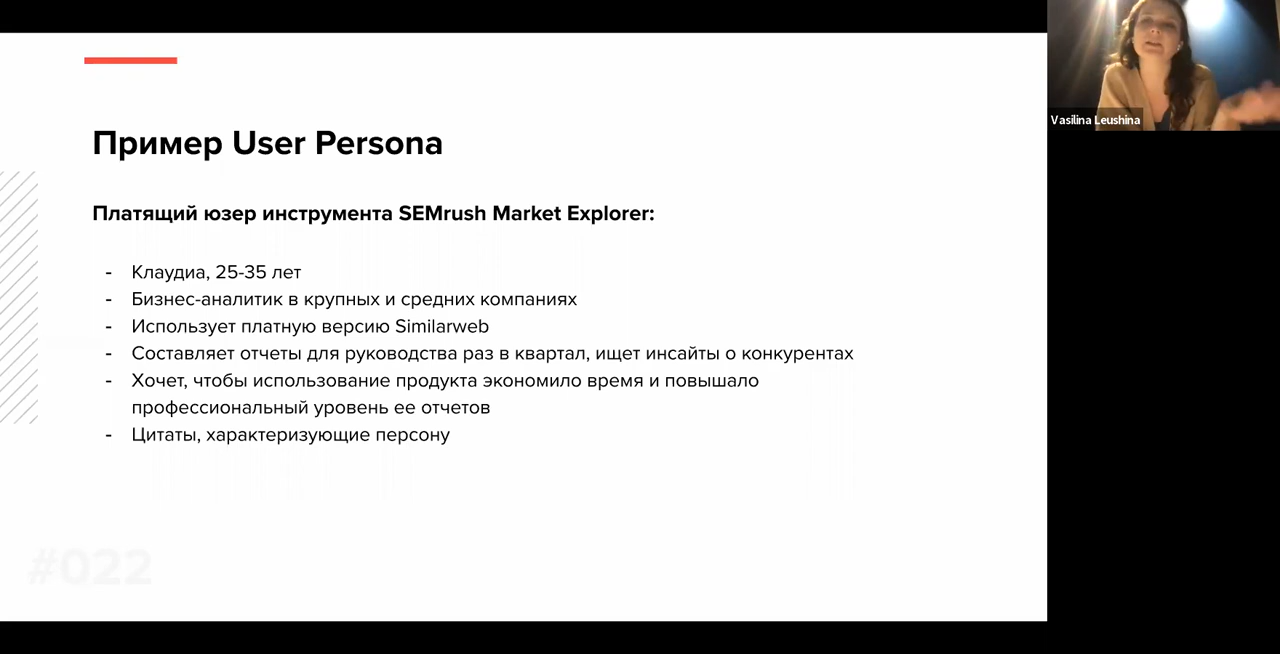 Пример User Persona
Платящий юзер инструмента SEMrush Market Explorer:
- Клаудиа, 25-35 лет
- Бизнес-аналитик в крупных и средних компаниях
- Использует платную версию Similarweb
- Составляет отчеты для руководства раз в квартал, ищет инсайты о конкурентах
- Хочет, чтобы использование продукта экономило время и повышало
профессиональный уровень ее отчетов
- Цитаты, характеризующие персону
#022
Vasilina Leushina